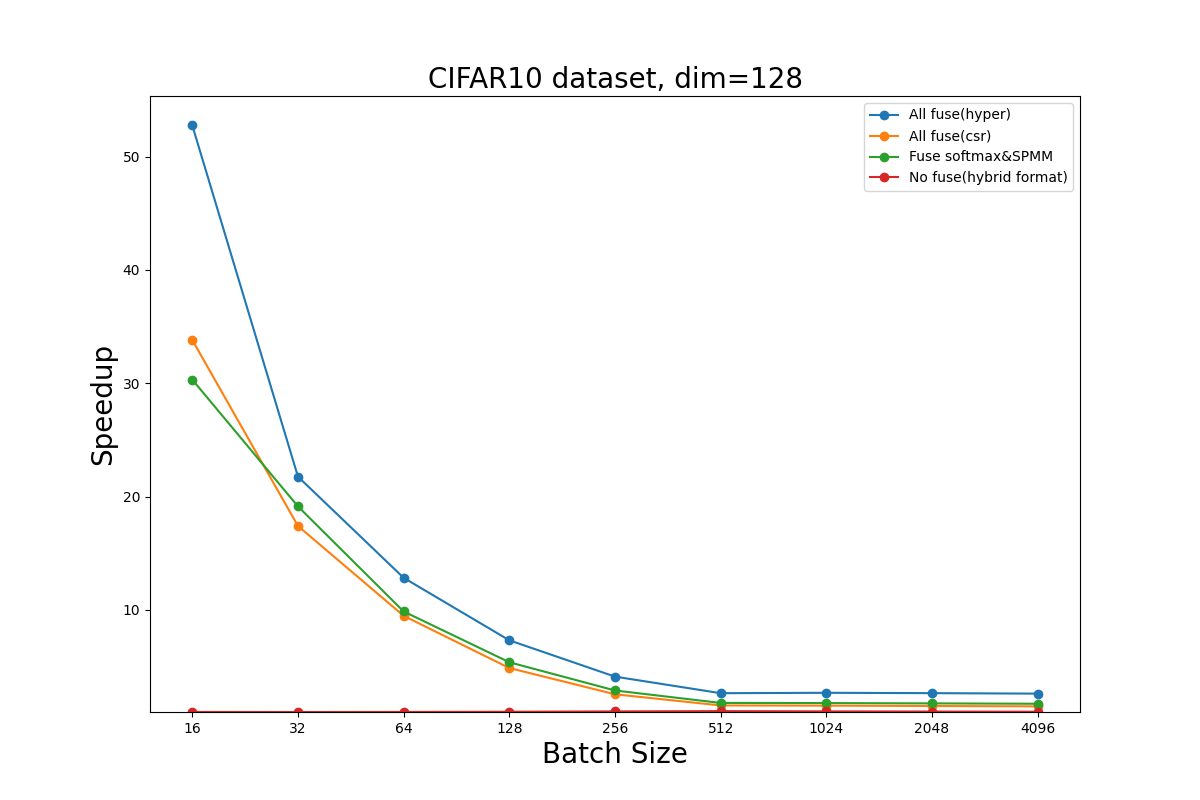 CIFAR10 dataset, dim=128
All fuse(hyper)
All fuse(csr)
Fuse softmax&SPMM
No fuse(hybrid format)
Speedup
50
40
30
20
10
16 32 64 128 256 512 1024 2048 4096
Batch Size